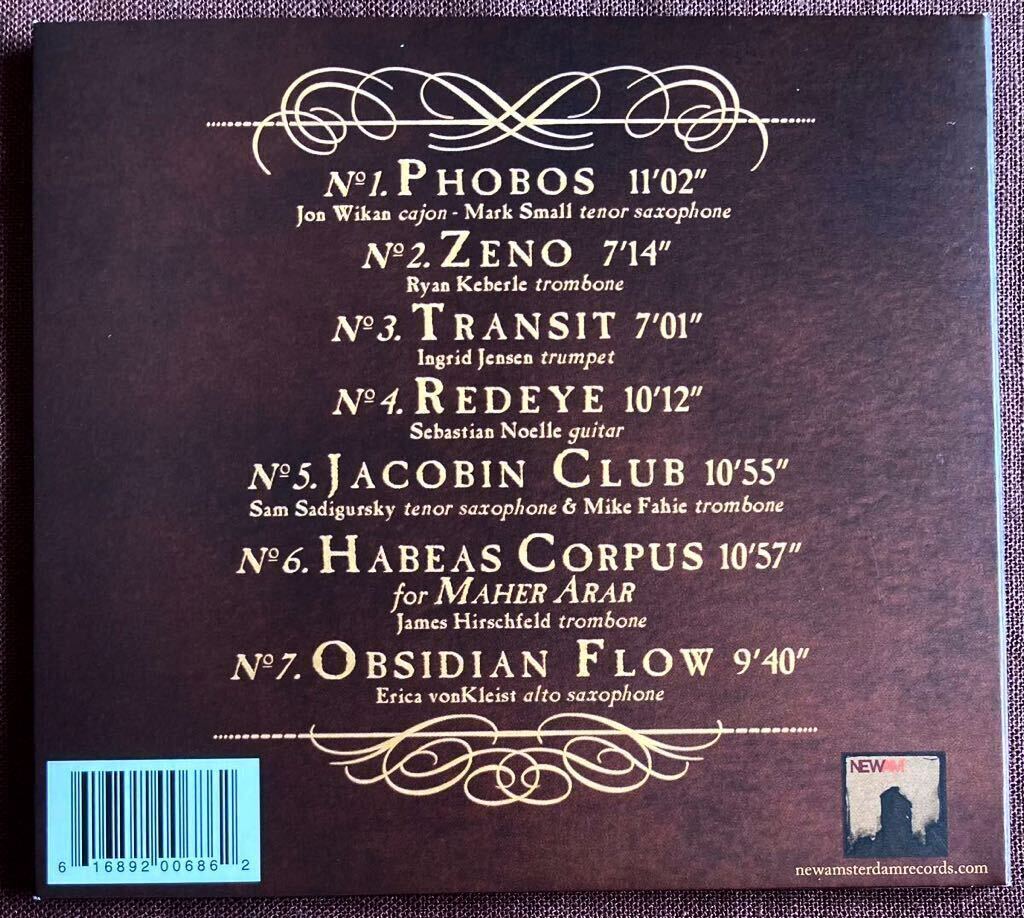 Nº1. PHOBOS 11'02"
Jon Wikan cajon - Mark Small tenor saxophone
Nº2. ZENO 7'14"
Ryan Keberle trombone
Nº3. TRANSIT 7'01"
Ingrid Jensen trumpet
Nº4. REDEYE 10'12"
Sebastian Noelle guitar
Nº5. JACOBIN CLUB 10'55"
Sam Sadigursky tenor saxophone & Mike Fahie trombone
Nº6. HABEAS CORPUS 10'57"
for MAHER ARAR
James Hirschfeld trombone
Nº7. OBSIDIAN FLOW 9'40"
Erica vonKleist alto saxophone
6 16892 00686 2
NEWAM
newamsterdamrecords.com